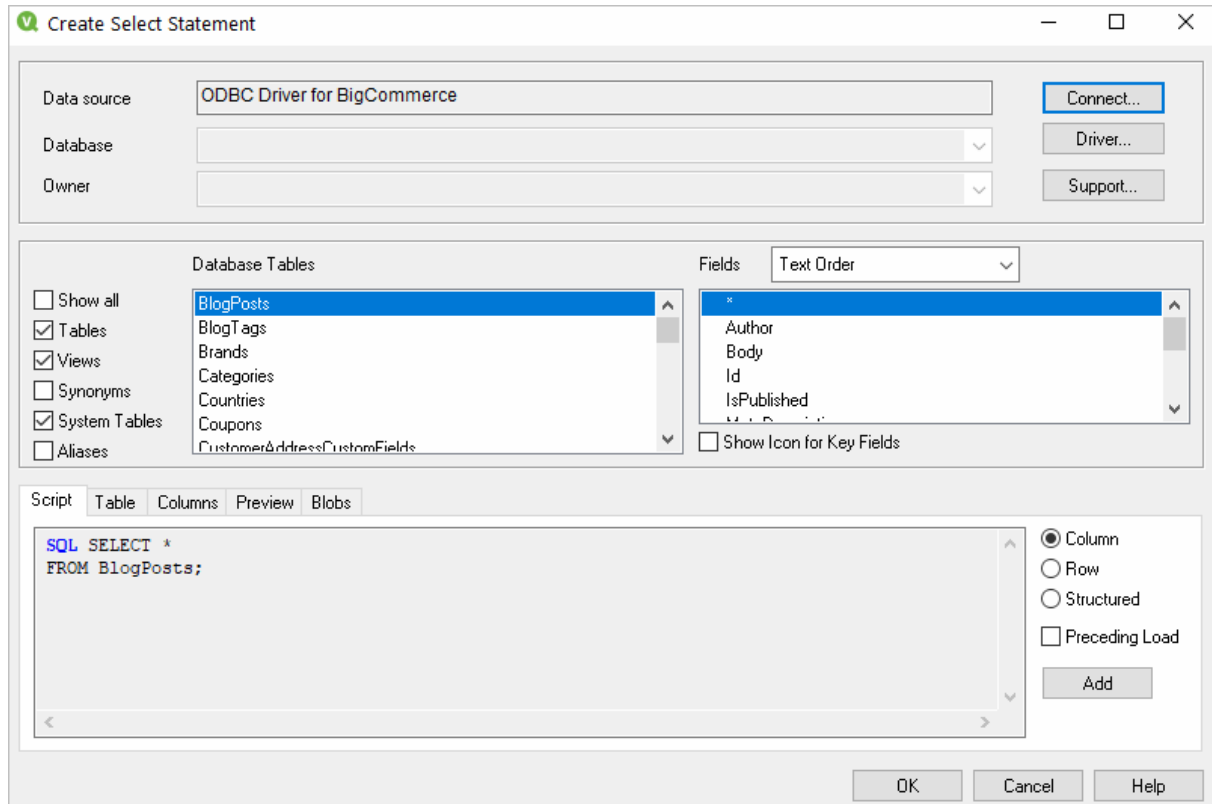 Create Select Statement
Data source
ODBC Driver for BigCommerce
Connect...
Database
Driver...
Owner
Support...
Database Tables
Fields
Text Order
Show all
Tables
Views
Synonyms
System Tables
Aliases
BlogPosts
BlogTags
Brands
Categories
Countries
Coupons
CustomerAddressCustomFields
*
Author
Body
Id
IsPublished
Show Icon for Key Fields
Script
Table
Columns
Preview
Blobs
SQL SELECT *
FROM BlogPosts;
Column
Row
Structured
Preceding Load
Add
OK
Cancel
Help